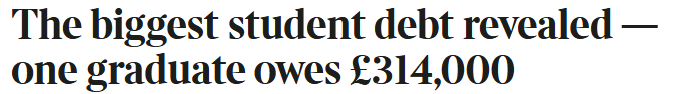 The biggest student debt revealed —
one graduate owes £314,000